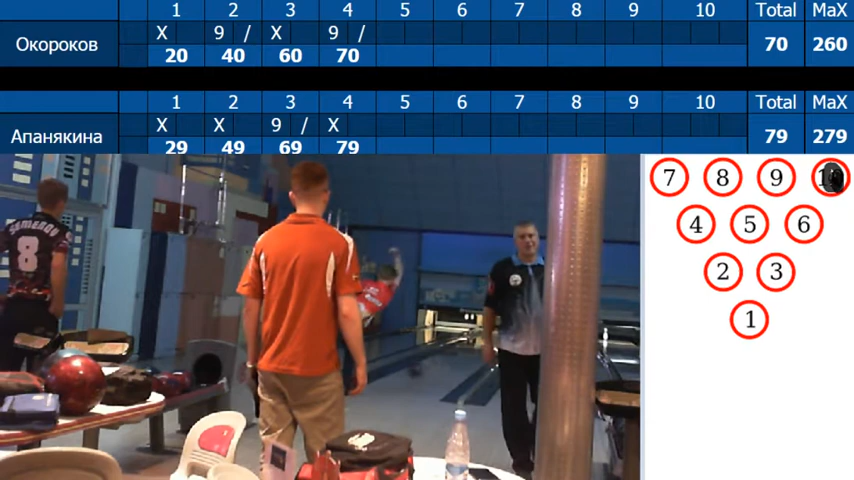 1 2 3 4 5 6 7 8 9 10 Total MaX
Окороков X 9 / X 9 / 70 260
20 40 60 70
1 2 3 4 5 6 7 8 9 10 Total MaX
Апанякина X X 9 / X 79 279
29 49 69 79
7 8 9
4 5 6
2 3
1
8